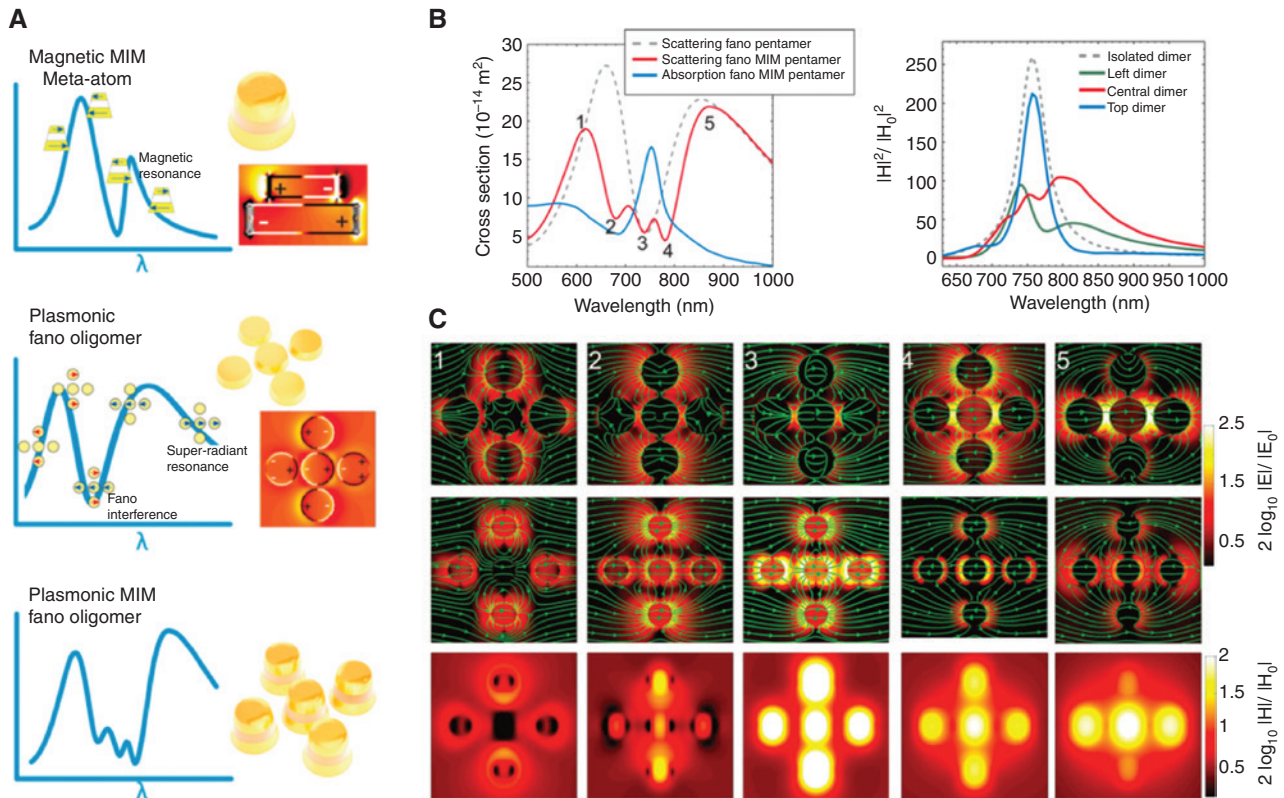 A
Magnetic MIM
Meta-atom
Magnetic
resonance
+
-
-
+
λ
Plasmonic
fano oligomer
Super-radiant
resonance
Fano
interference
λ
Plasmonic MIM
fano oligomer
λ
B
Scattering fano pentamer
Scattering fano MIM pentamer
Absorption fano MIM pentamer
Cross section (10⁻¹⁴ m²)
30
25
20
15
10
5
1
2
3
4
5
500 600 700 800 900 1000
Wavelength (nm)
Isolated dimer
Left dimer
Central dimer
Top dimer
|H|²/ |H₀|²
250
200
150
100
50
0
650 700 750 800 850 900 950 1000
Wavelength (nm)
C
1 2 3 4 5
2.5
1.5
0.5
2 log₁₀ |E|/ |E₀|
2
1.5
1
0.5
2 log₁₀ |H|/ |H₀|